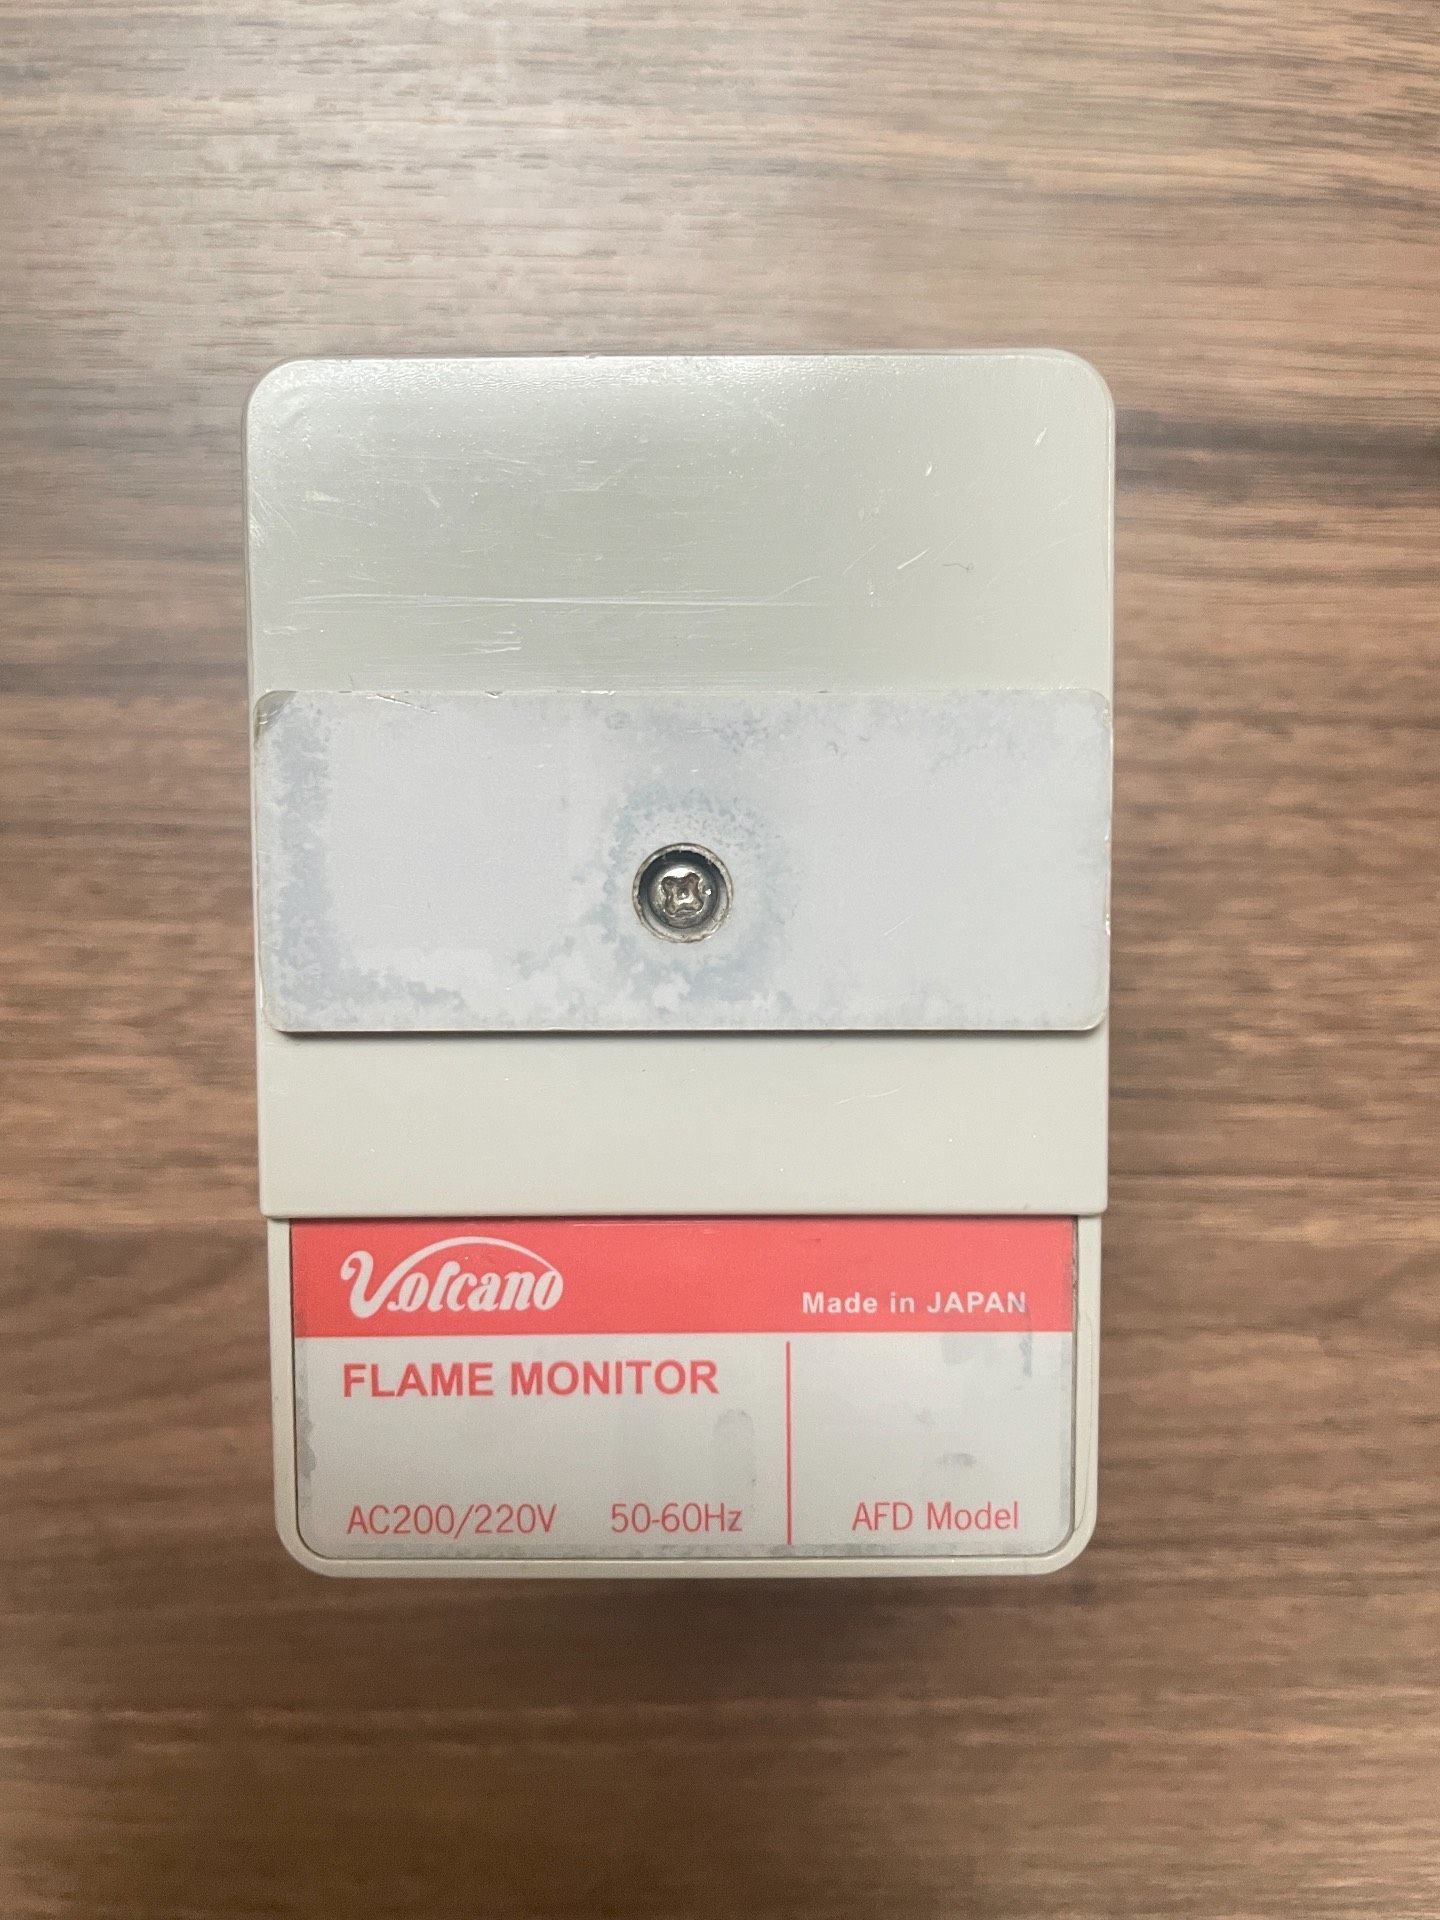 Volcano
Made in JAPAN
FLAME MONITOR
AC200/220V 50-60Hz
AFD Model